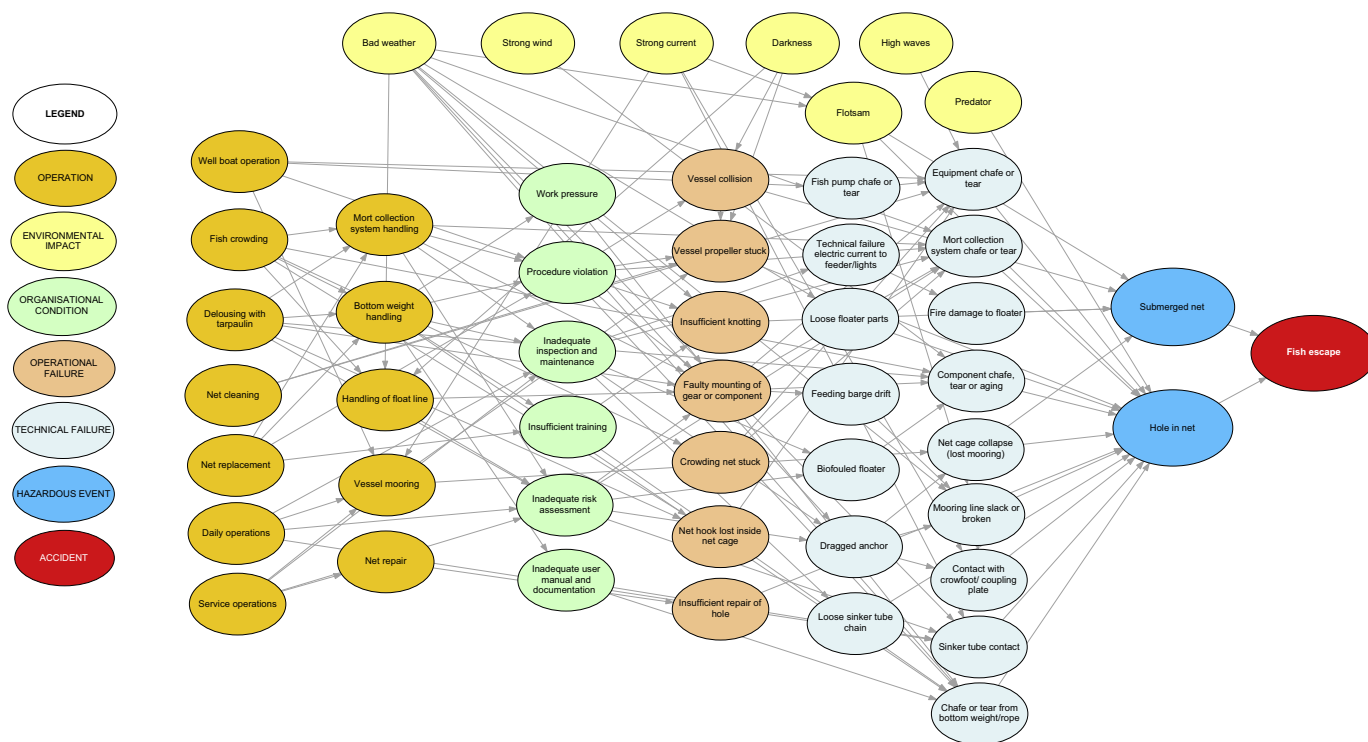 LEGEND
OPERATION
ENVIRONMENTAL
IMPACT
ORGANISATIONAL
CONDITION
OPERATIONAL
FAILURE
TECHNICAL FAILURE
HAZARDOUS EVENT
ACCIDENT
Bad weather
Strong wind
Strong current
Darkness
High waves
Flotsam
Predator
Well boat operation
Fish crowding
Delousing with
tarpaulin
Net cleaning
Net replacement
Daily operations
Service operations
Mort collection
system handling
Bottom weight
handling
Handling of float line
Vessel mooring
Net repair
Work pressure
Procedure violation
Inadequate
inspection and
maintenance
Insufficient training
Inadequate risk
assessment
Inadequate user
manual and
documentation
Vessel collision
Vessel propeller stuck
Insufficient knotting
Faulty mounting of
gear or component
Crowding net stuck
Net hook lost inside
net cage
Insufficient repair of
hole
Fish pump chafe or
tear
Technical failure
electric current to
feeder/lights
Loose floater parts
Feeding barge drift
Biofouled floater
Dragged anchor
Loose sinker tube
chain
Equipment chafe or
tear
Mort collection
system chafe or tear
Fire damage to floater
Component chafe,
tear or aging
Net cage collapse
(lost mooring)
Mooring line slack or
broken
Contact with
crowfoot/ coupling
plate
Sinker tube contact
Chafe or tear from
bottom weight/rope
Submerged net
Hole in net
Fish escape